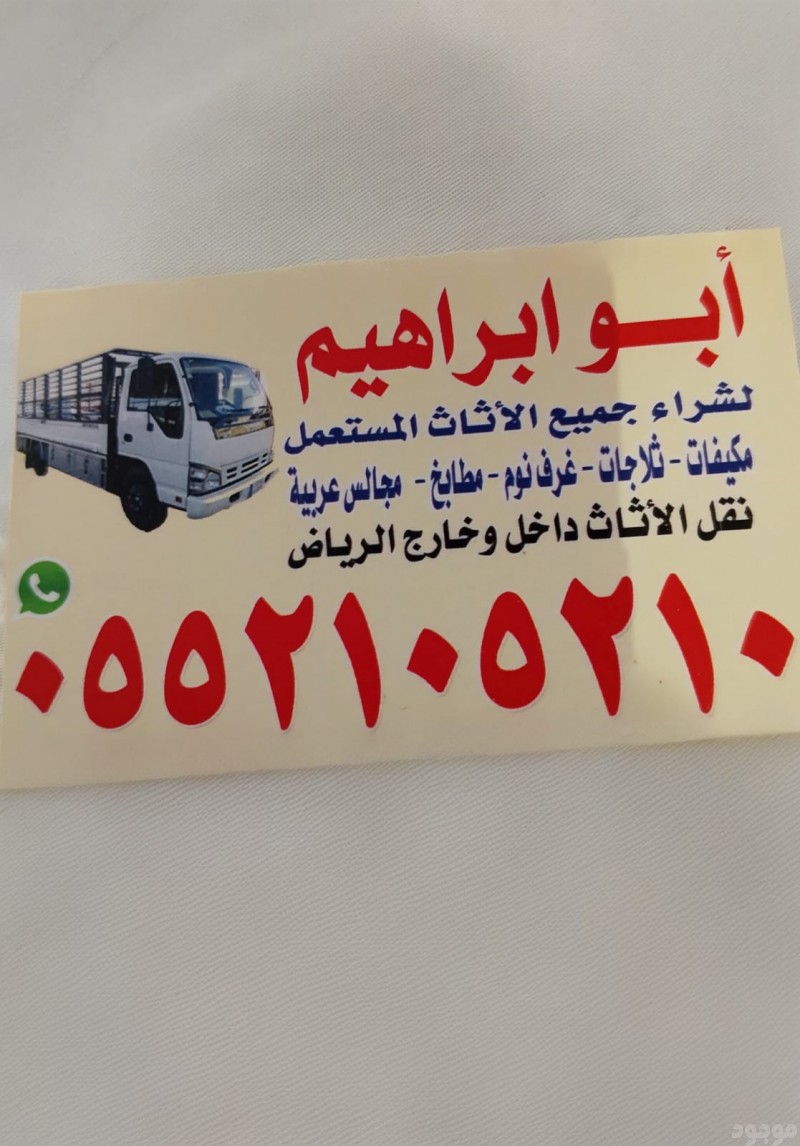 أبو ابراهيم
لشراء جميع الأثاث المستعمل
مكيفات - ثلاجات - غرف نوم - مطابخ - مجالس عربية
نقل الأثاث داخل وخارج الرياض
٠٥٥٢١٠٥٢١٠
موجود